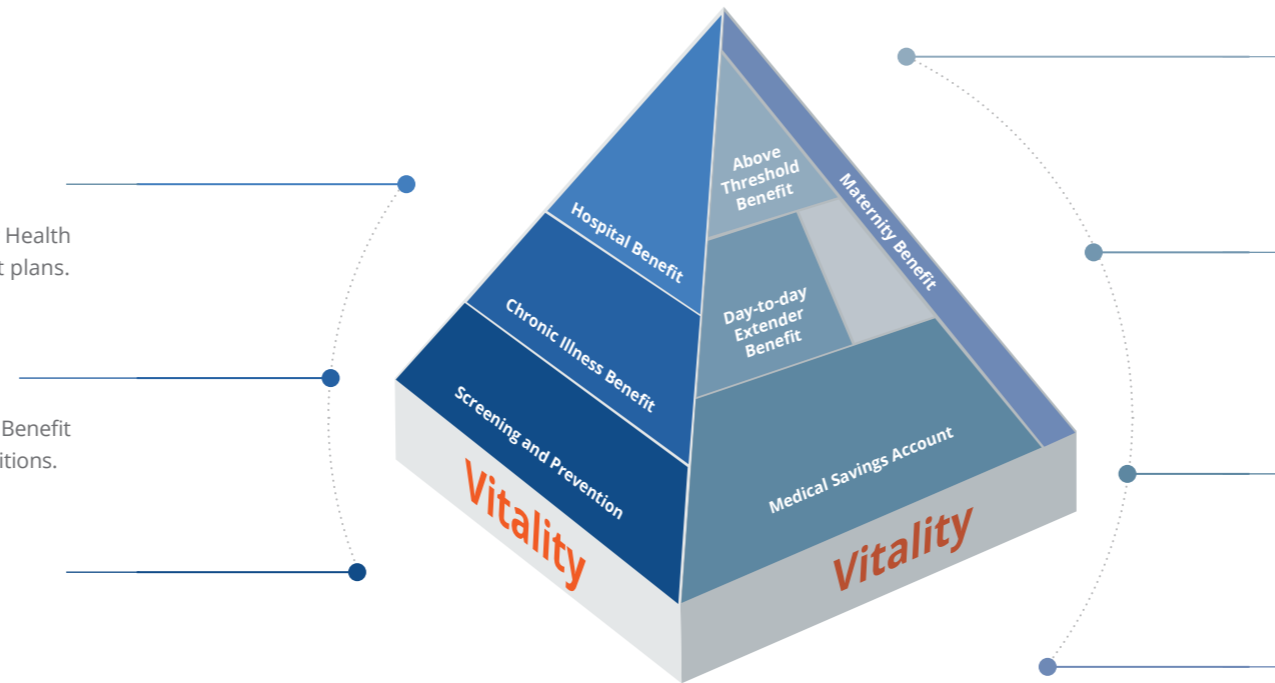 Health
t plans.
Benefit
itions.
Hospital Benefit
Chronic Illness Benefit
Screening and Prevention
Vitality
Above
Threshold
Benefit
Maternity Benefit
Day-to-day
Extender
Benefit
Medical Savings Account
Vitality